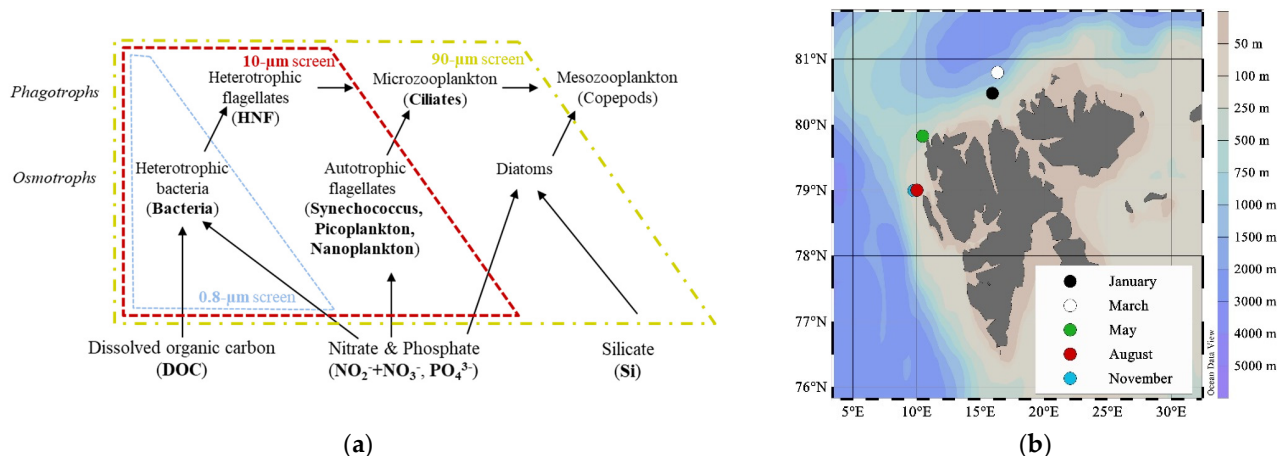 10-μm screen
90-μm screen
Phagotrophs
Heterotrophic
flagellates
(HNF)
Microzooplankton
(Ciliates)
Mesozooplankton
(Copepods)
Osmotrophs
Heterotrophic
bacteria
(Bacteria)
Autotrophic
flagellates
(Synechococcus,
Picoplankton,
Nanoplankton)
Diatoms
0.8-μm screen
Dissolved organic carbon
(DOC)
Nitrate & Phosphate
(NO₂⁻+NO₃⁻, PO₄³⁻)
Silicate
(Si)
(a)
81°N
80°N
79°N
78°N
77°N
76°N
5°E
10°E
15°E
20°E
25°E
30°E
January
March
May
August
November
Ocean Data View
50 m
100 m
250 m
500 m
750 m
1000 m
1500 m
2000 m
3000 m
4000 m
5000 m
(b)